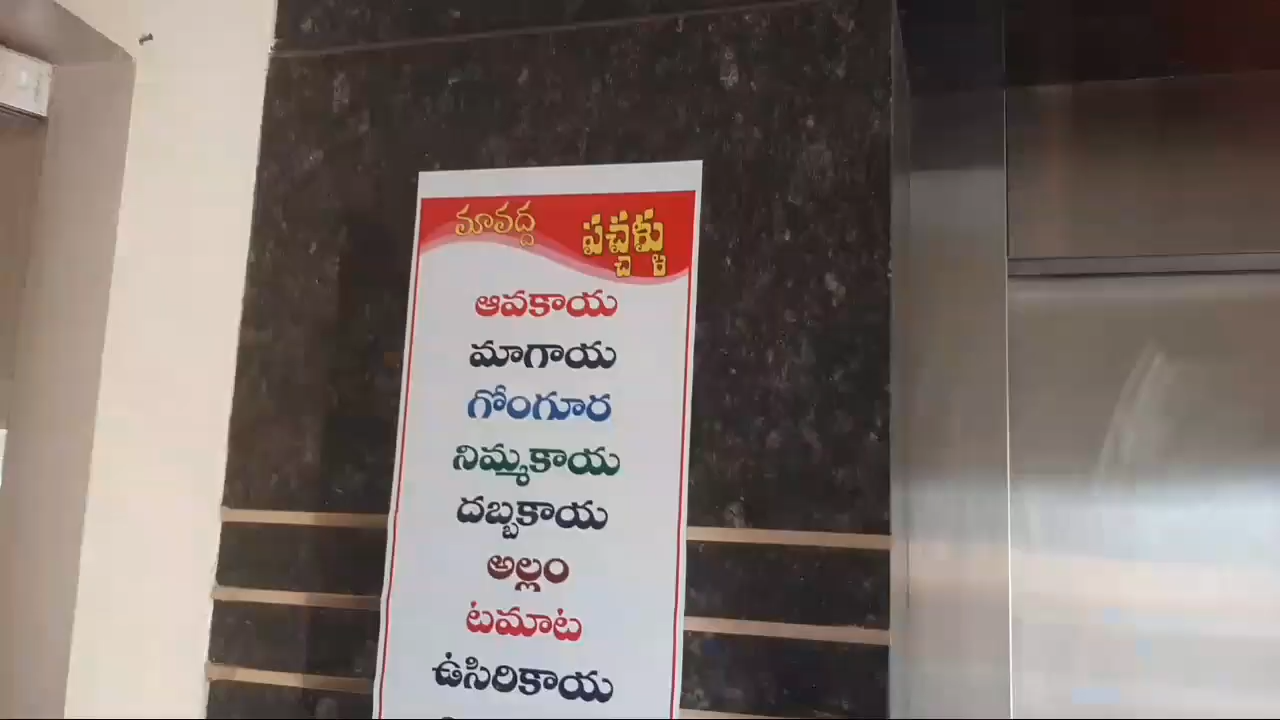 మావద్ద పచ్చళ్ళు
ఆవకాయ
మాగాయ
గోంగూర
నిమ్మకాయ
దబ్బకాయ
అల్లం
టమాట
ఉసిరికాయ